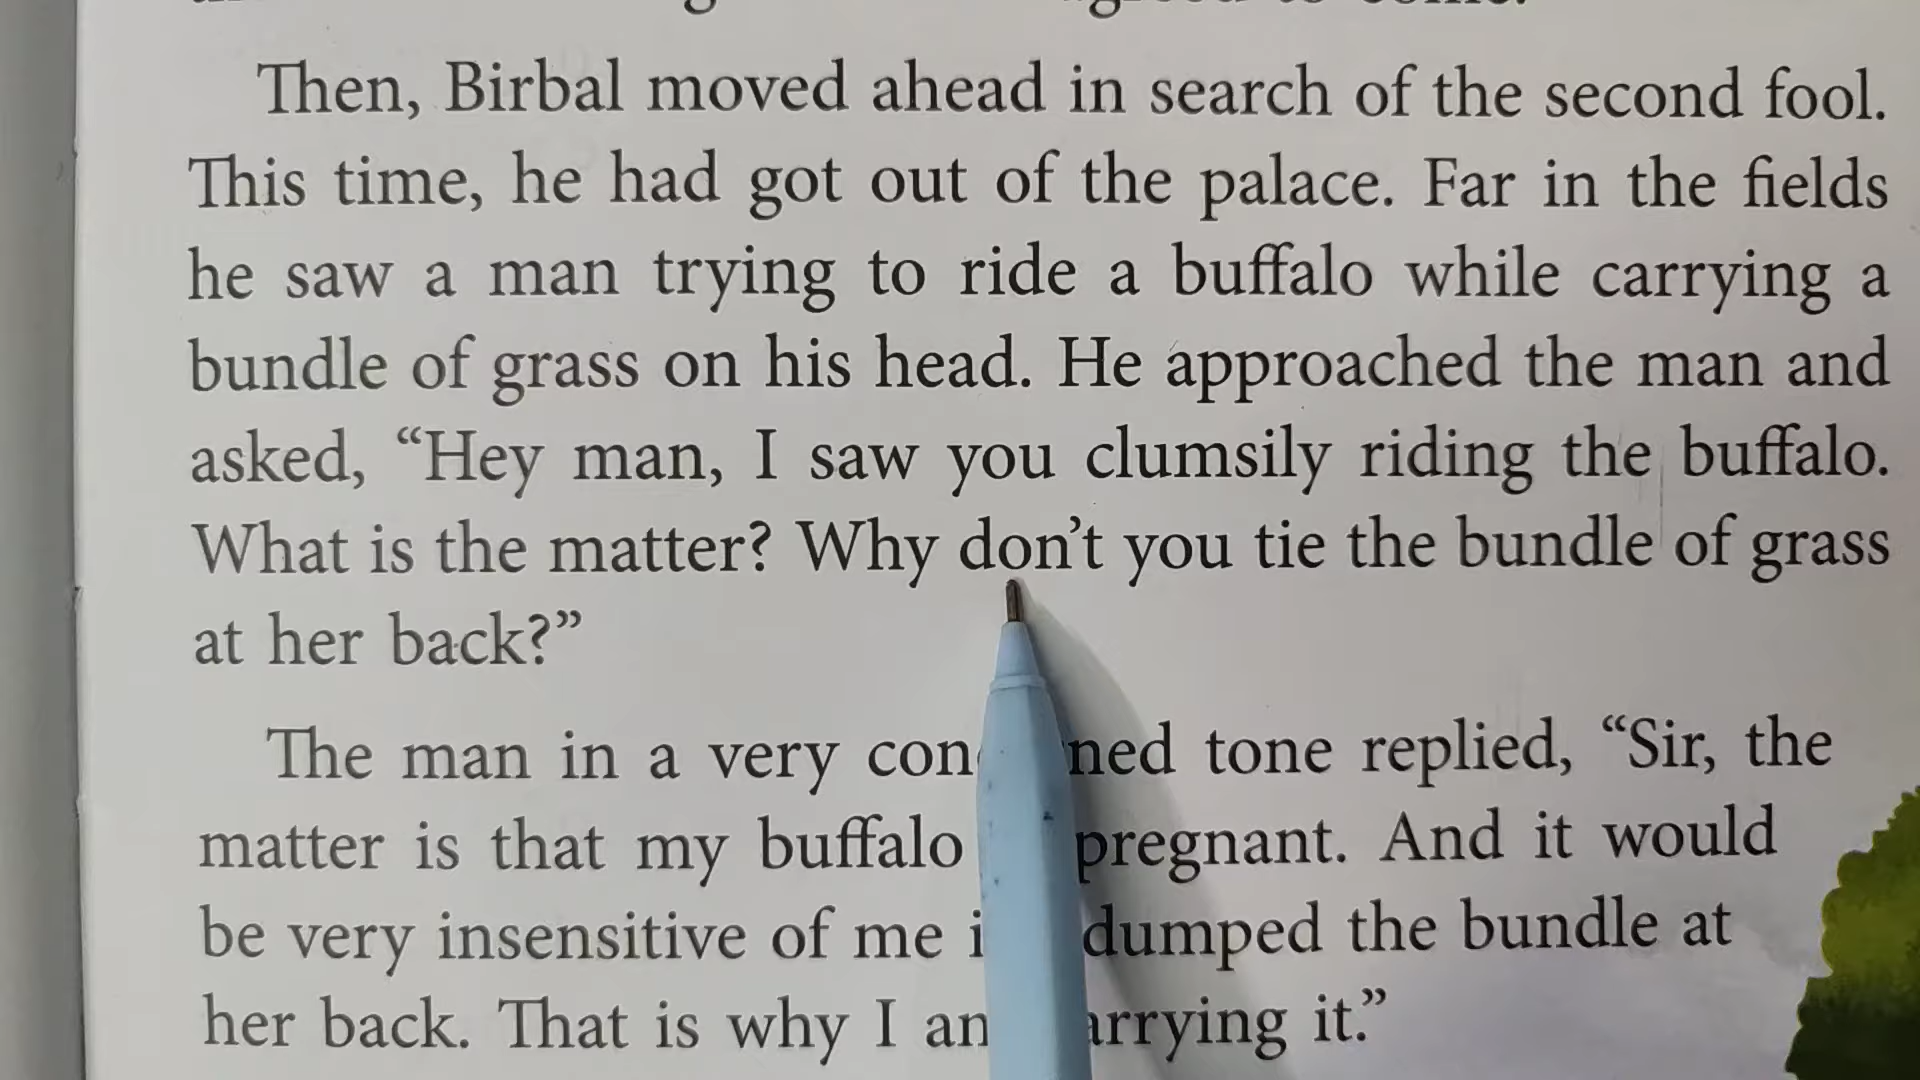 Then, Birbal moved ahead in search of the second fool.
This time, he had got out of the palace. Far in the fields
he saw a man trying to ride a buffalo while carrying a
bundle of grass on his head. He approached the man and
asked, “Hey man, I saw you clumsily riding the buffalo.
What is the matter? Why don’t you tie the bundle of grass
at her back?”
The man in a very tone replied, “Sir, the
matter is that my buffalo pregnant. And it would
be very insensitive of me dumped the bundle at
her back. That is why I it.”